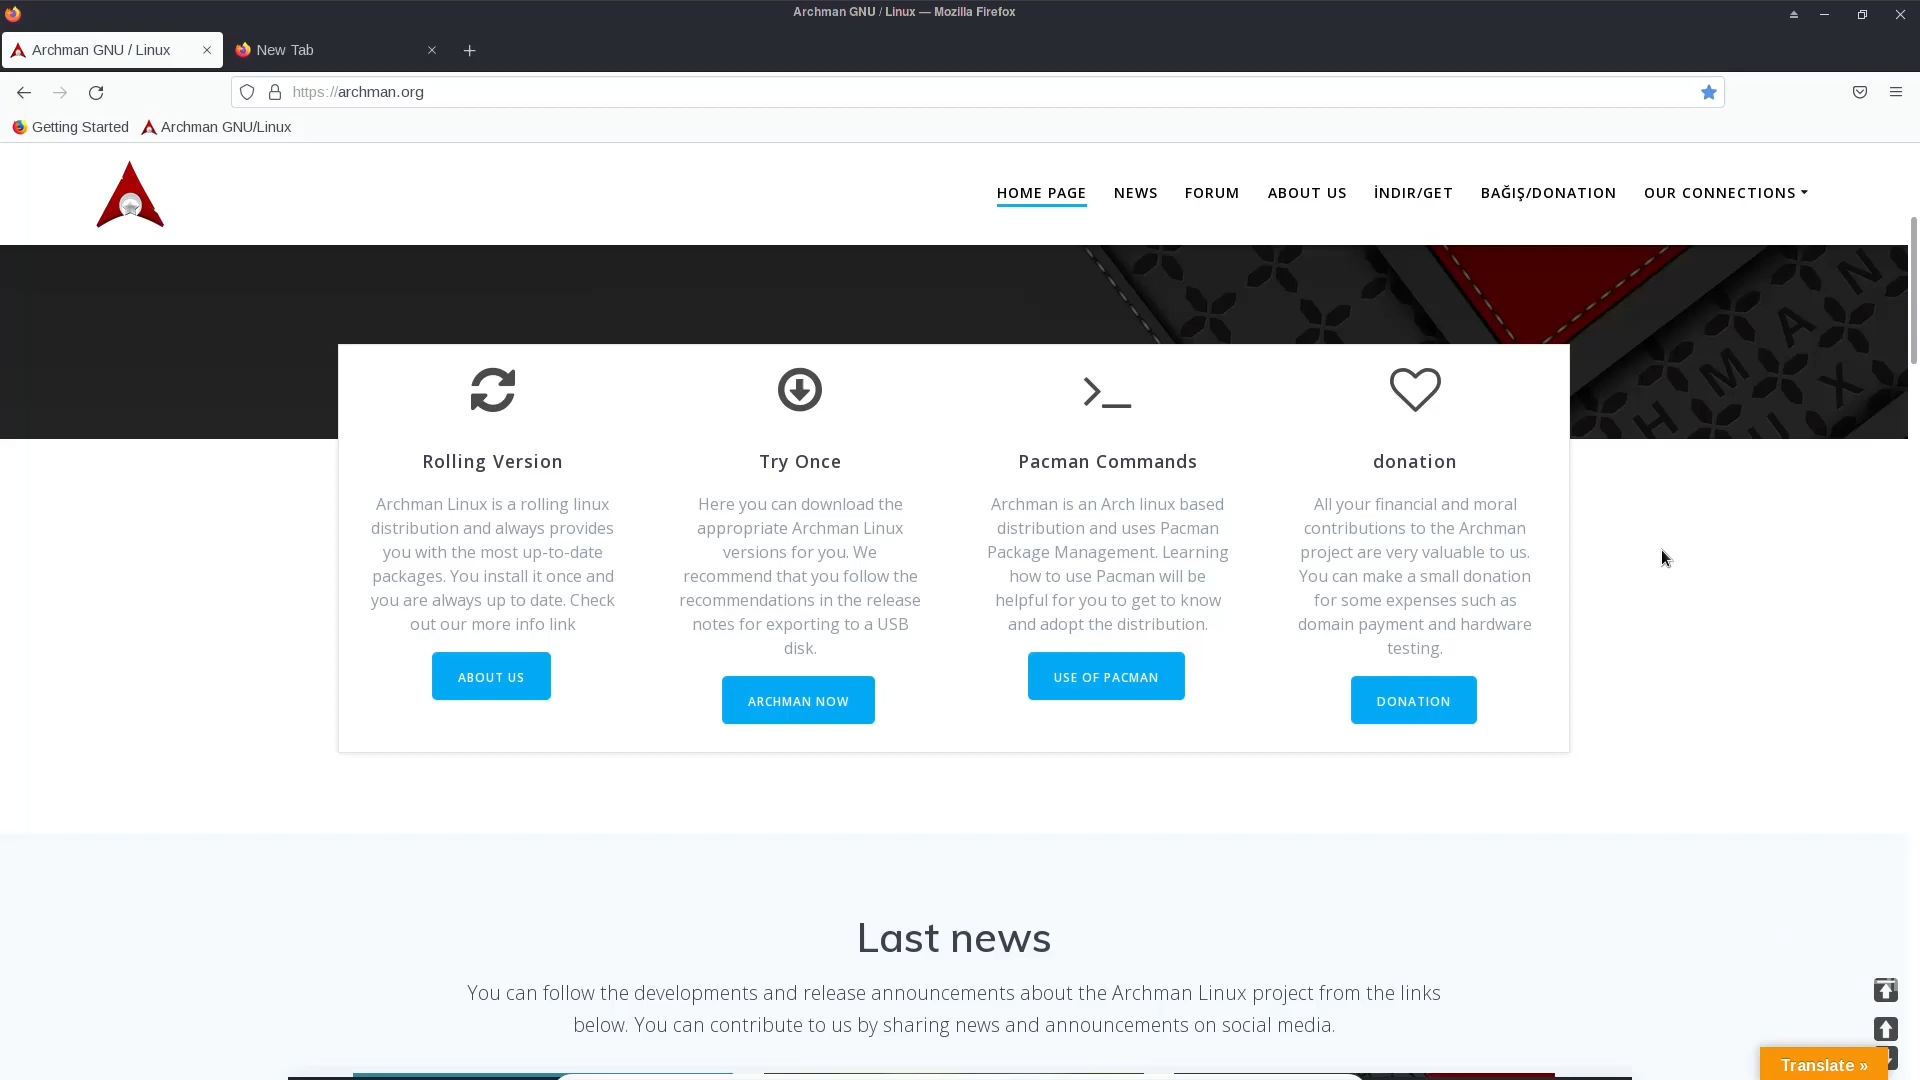 Archman GNU / Linux — Mozilla Firefox
Archman GNU / Linux
New Tab
https://archman.org
Getting Started
Archman GNU/Linux
HOME PAGE
NEWS
FORUM
ABOUT US
İNDIR/GET
BAĞIŞ/DONATION
OUR CONNECTIONS
Rolling Version
Archman Linux is a rolling linux
distribution and always provides
you with the most up-to-date
packages. You install it once and
you are always up to date. Check
out our more info link
ABOUT US
Try Once
Here you can download the
appropriate Archman Linux
versions for you. We
recommend that you follow the
recommendations in the release
notes for exporting to a USB
disk.
ARCHMAN NOW
Pacman Commands
Archman is an Arch linux based
distribution and uses Pacman
Package Management. Learning
how to use Pacman will be
helpful for you to get to know
and adopt the distribution.
USE OF PACMAN
donation
All your financial and moral
contributions to the Archman
project are very valuable to us.
You can make a small donation
for some expenses such as
domain payment and hardware
testing.
DONATION
Last news
You can follow the developments and release announcements about the Archman Linux project from the links
below. You can contribute to us by sharing news and announcements on social media.
Translate »